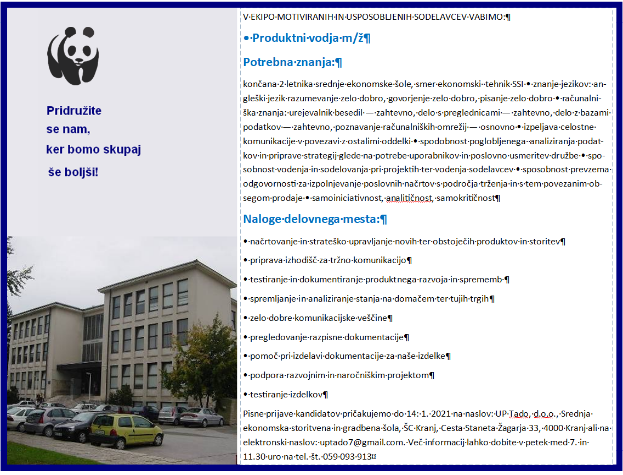 Pridružite
se nam,
ker bomo skupaj
še boljši!
V·EKIPO·MOTIVIRANIH·IN·USPOSOBLJENIH·SODELAVCEV·VABIMO:¶
•·Produktni·vodja·m/ž¶
Potrebna·znanja:¶
končana·2·letnika·srednje·ekonomske·šole,·smer·ekonomski··tehnik·SSI·•·znanje·jezikov:·an-
gleški·jezik·razumevanje·zelo·dobro,·govorjenje·zelo·dobro,·pisanje·zelo·dobro·•·računalni-
ška·znanja:·urejevalnik·besedil·—·zahtevno,·delo·s·preglednicami·—·zahtevno,·delo·z·bazami·
podatkov·—·zahtevno,·poznavanje·računalniških·omrežij·—·osnovno·•·izpeljava·celostne·
komunikacije·v·povezavi·z·ostalimi·oddelki·•·spodobnost·poglobljenega·analiziranja·podat-
kov·in·priprave·strategij·glede·na·potrebe·uporabnikov·in·poslovno·usmeritev·družbe·•·spo-
sobnost·vodenja·in·sodelovanja·pri·projektih·ter·vodenja·sodelavcev·•·sposobnost·prevzema·
odgovornosti·za·izpolnjevanje·poslovnih·načrtov·s·področja·trženja·in·s·tem·povezanim·ob-
segom·prodaje·•·samoiniciativnost,·analitičnost,·samokritičnost¶
Naloge·delovnega·mesta:¶
•·načrtovanje·in·strateško·upravljanje·novih·ter·obstoječih·produktov·in·storitev¶
•·priprava·izhodišč·za·tržno·komunikacijo¶
•·testiranje·in·dokumentiranje·produktnega·razvoja·in·sprememb·¶
•·spremljanje·in·analiziranje·stanja·na·domačem·ter·tujih·trgih¶
•·zelo·dobre·komunikacijske·veščine¶
•·pregledovanje·razpisne·dokumentacije¶
•·pomoč·pri·izdelavi·dokumentacije·za·naše·izdelke¶
•·podpora·razvojnim·in·naročniškim·projektom¶
•·testiranje·izdelkov¶
Pisne·prijave·kandidatov·pričakujemo·do·14.·1.·2021·na·naslov:·UP·Tado,·d.o.o.,·Srednja·
ekonomska-storitvena·in·gradbena·šola,·ŠC·Kranj,·Cesta·Staneta·Žagarja·33,·4000·Kranj·ali·na·
elektronski·naslov:·uptado7@gmail.com.·Več·informacij·lahko·dobite·v·petek·med·7.·in·
11.30·uro·na·tel.·št.·059·093·913¤